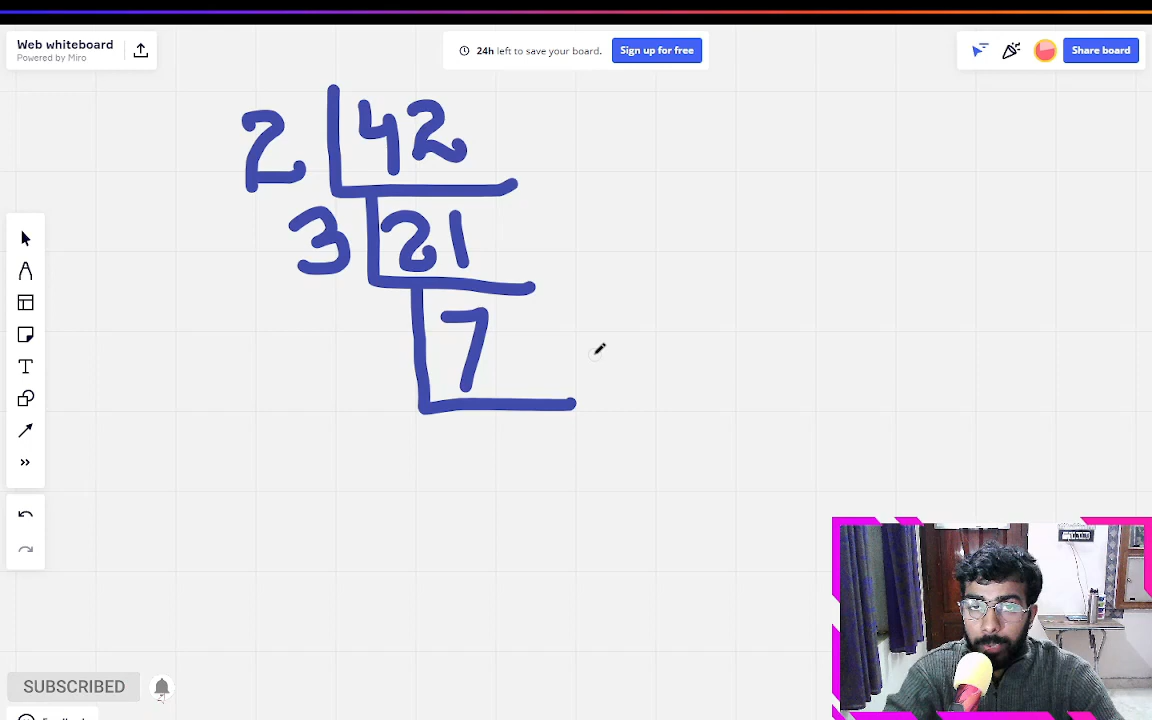 Web whiteboard
Powered by Miro
24h left to save your board.
Sign up for free
Share board
2 42
3 21
7
SUBSCRIBED